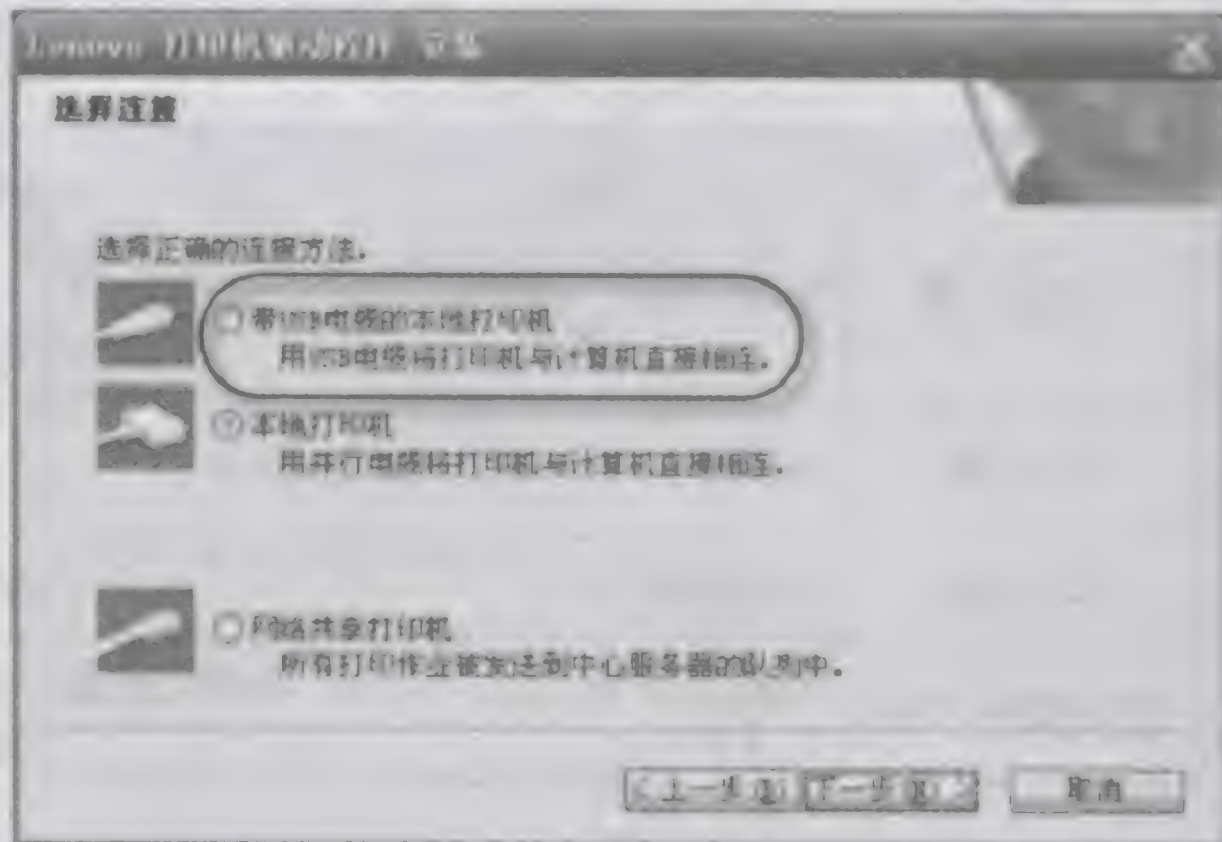 Lenovo 打印机驱动程序 安装
选择连接
选择正确的连接方法.
带USB电缆的本地打印机
用USB电缆将打印机与计算机直接相连.
本地打印机
用并行电缆将打印机与计算机直接相连.
网络共享打印机
所有打印作业被发送到中心服务器的队列中.
< 上一步(B) 下一步(N) > 取消